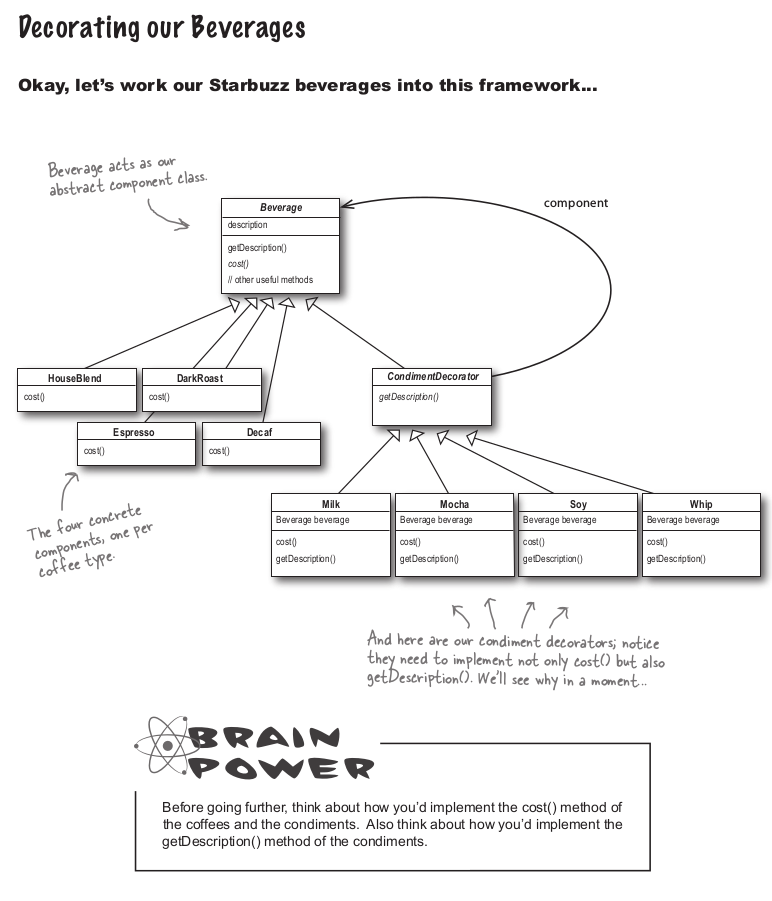 Decorating our Beverages
Okay, let's work our Starbuzz beverages into this framework...
Beverage acts as our
abstract component class.
component
Beverage
description
getDescription()
cost()
// other useful methods
HouseBlend
cost()
DarkRoast
cost()
Espresso
cost()
Decaf
cost()
CondimentDecorator
getDescription()
The four concrete
components, one per
coffee type.
Milk
Beverage beverage
cost()
getDescription()
Mocha
Beverage beverage
cost()
getDescription()
Soy
Beverage beverage
cost()
getDescription()
Whip
Beverage beverage
cost()
getDescription()
And here are our condiment decorators; notice
they need to implement not only cost() but also
getDescription(). We'll see why in a moment...
BRAIN
POWER
Before going further, think about how you'd implement the cost() method of
the coffees and the condiments. Also think about how you'd implement the
getDescription() method of the condiments.